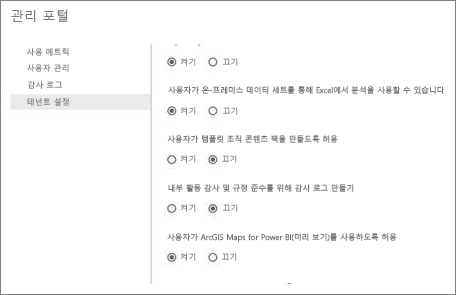 관리 포털
사용 메트릭
사용자 관리
감사 로그
테넌트 설정
켜기 끄기
사용자가 온-프레미스 데이터 세트를 통해 Excel에서 분석을 사용할 수 있습니다
켜기 끄기
사용자가 템플릿 조직 콘텐츠 팩을 만들도록 허용
켜기 끄기
내부 활동 감사 및 규정 준수를 위해 감사 로그 만들기
켜기 끄기
사용자가 ArcGIS Maps for Power BI(미리 보기)를 사용하도록 허용
켜기 끄기